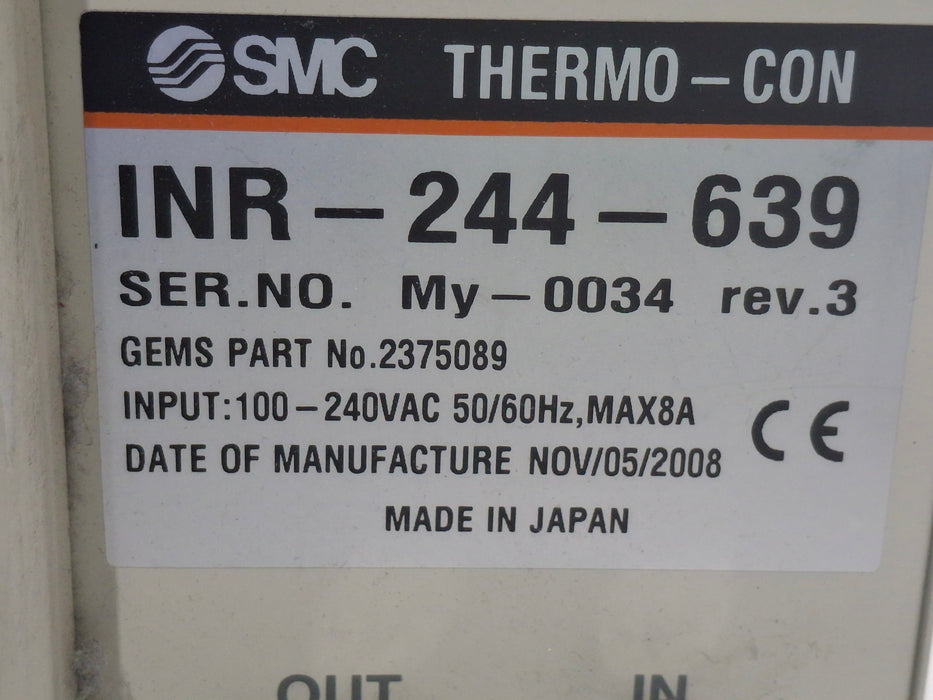 SMC THERMO-CON
INR-244-639
SER.NO. My-0034 rev.3
GEMS PART No.2375089
INPUT:100-240VAC 50/60Hz,MAX8A
DATE OF MANUFACTURE NOV/05/2008
CE
MADE IN JAPAN
OUT IN